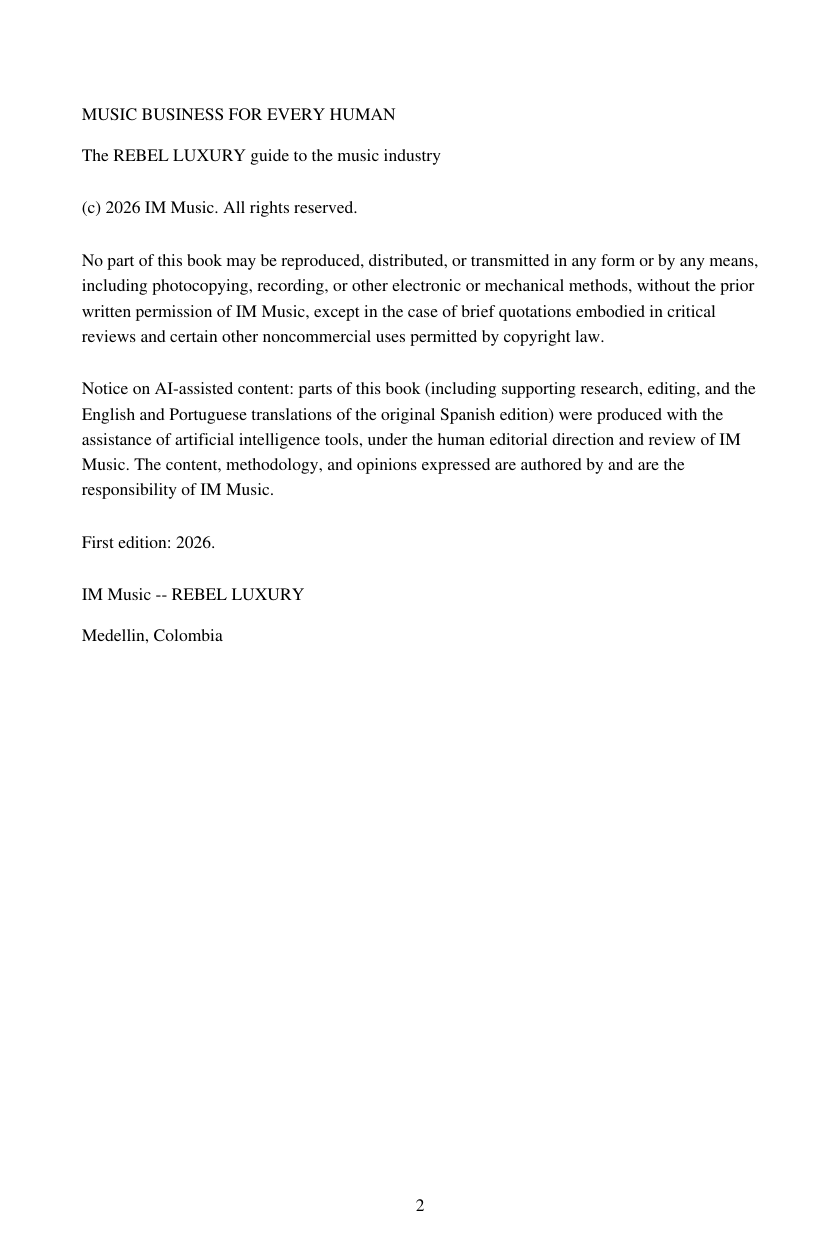 MUSIC BUSINESS FOR EVERY HUMAN
The REBEL LUXURY guide to the music industry
(c) 2026 IM Music. All rights reserved.
No part of this book may be reproduced, distributed, or transmitted in any form or by any means,
including photocopying, recording, or other electronic or mechanical methods, without the prior
written permission of IM Music, except in the case of brief quotations embodied in critical
reviews and certain other noncommercial uses permitted by copyright law.
Notice on AI-assisted content: parts of this book (including supporting research, editing, and the
English and Portuguese translations of the original Spanish edition) were produced with the
assistance of artificial intelligence tools, under the human editorial direction and review of IM
Music. The content, methodology, and opinions expressed are authored by and are the
responsibility of IM Music.
First edition: 2026.
IM Music -- REBEL LUXURY
Medellin, Colombia
2